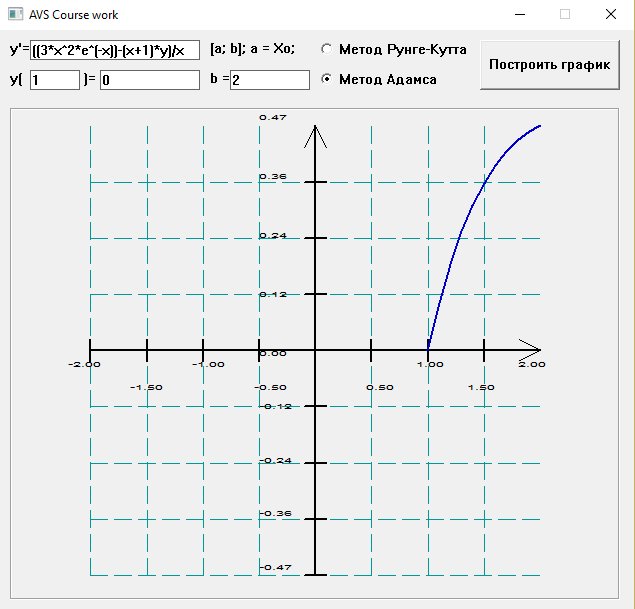 AVS Course work
y'= ((3*x^2*e^(-x))-(x+1)*y)/x [a; b]; a = Xo; Метод Рунге-Кутта
Построить график
y( 1 )= 0 b = 2 Метод Адамса
0.47
0.36
0.24
0.12
0.00
-2.00 -1.00 1.00 2.00
-1.50 -0.50 0.50 1.50
-0.12
-0.24
-0.36
-0.47